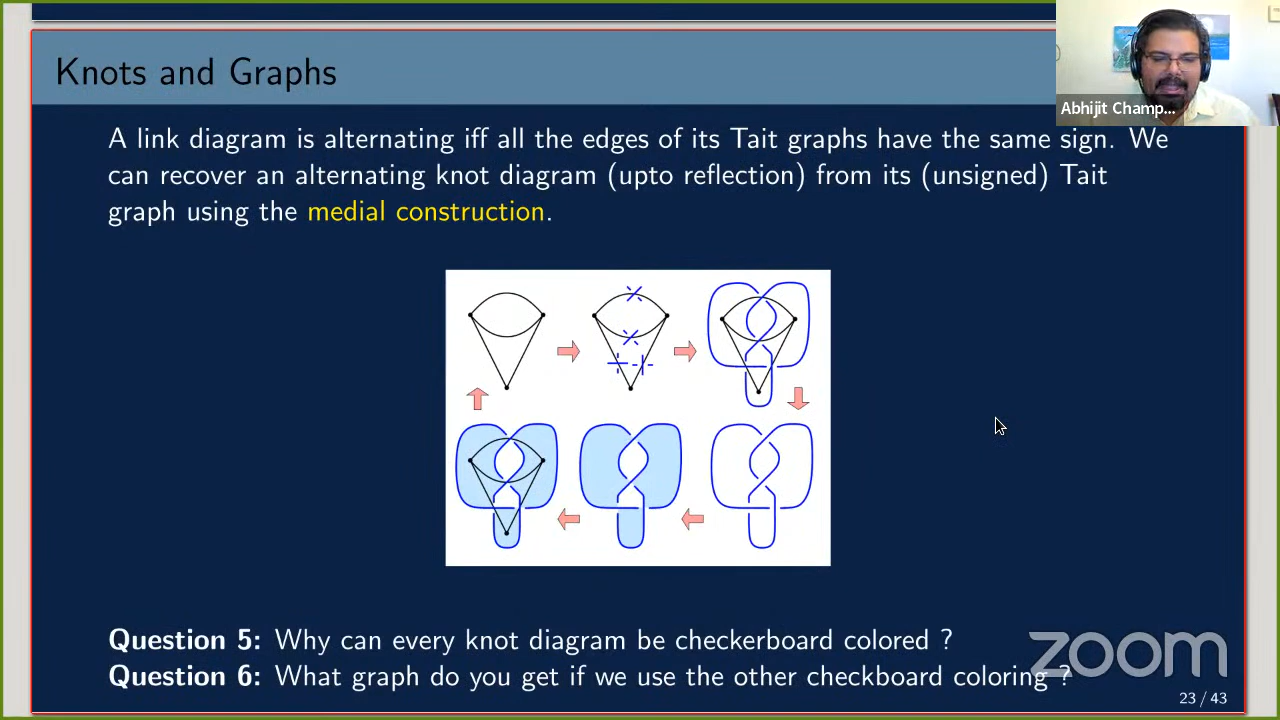 Knots and Graphs
Abhijit Champ...
A link diagram is alternating iff all the edges of its Tait graphs have the same sign. We
can recover an alternating knot diagram (upto reflection) from its (unsigned) Tait
graph using the medial construction.
Question 5: Why can every knot diagram be checkerboard colored ?
Question 6: What graph do you get if we use the other checkboard coloring ?
zoom
23 / 43